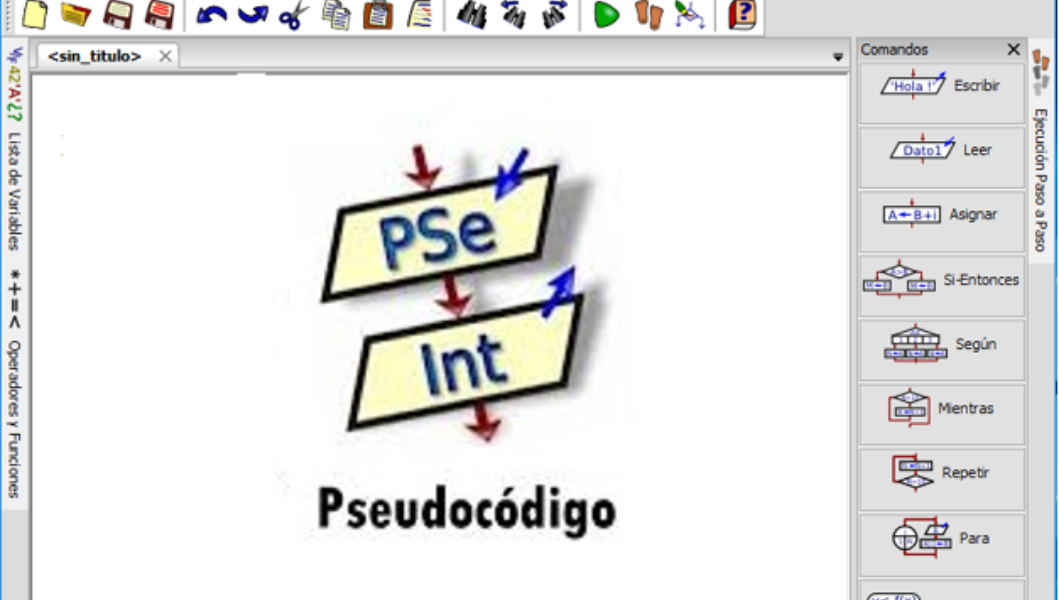 <sin_titulo>
Comandos
'Hola !' Escribir
Dato1 Leer
A←B+i Asignar
Si-Entonces
Según
Mientras
Repetir
Para
PSe
Int
Pseudocódigo
Lista de Variables
*+=< Operadores y Funciones
Ejecución Paso a Paso